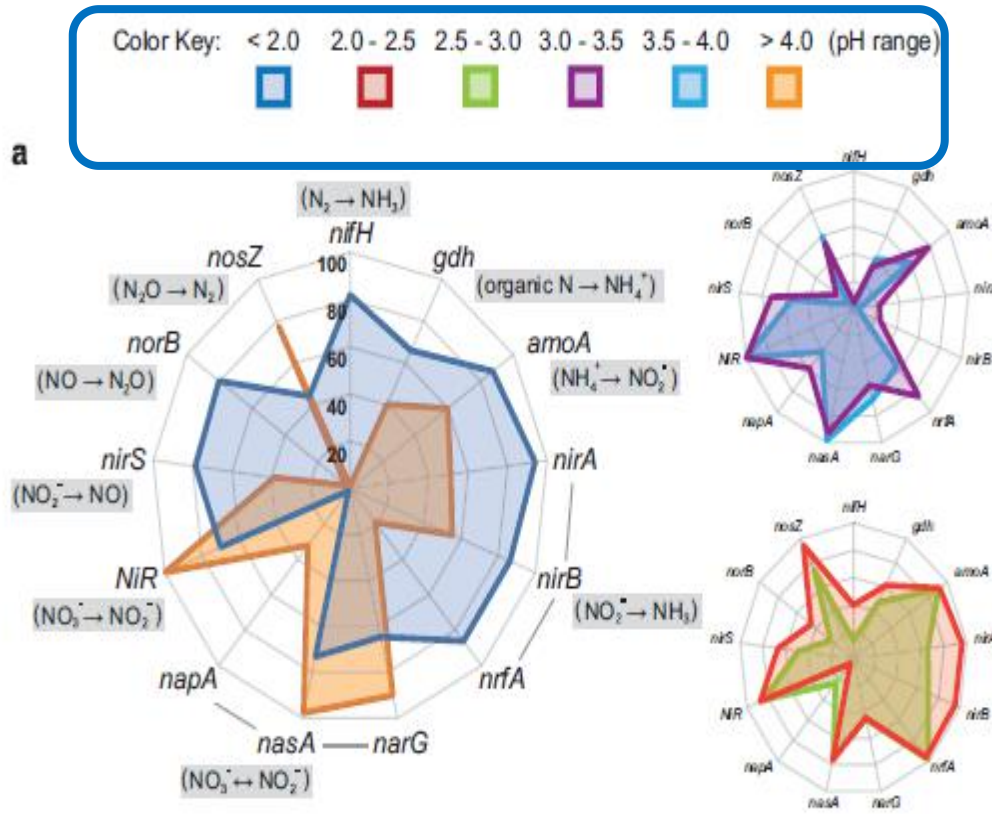 Color Key: < 2.0 2.0 - 2.5 2.5 - 3.0 3.0 - 3.5 3.5 - 4.0 > 4.0 (pH range)
a
(N₂ → NH₃)
nifH
gdh
(organic N → NH₄⁺)
amoA
(NH₄⁺ → NO₂⁻)
nirA
nirB
(NO₂⁻ → NH₃)
nrfA
narG
nasA
(NO₃⁻ ↔ NO₂⁻)
napA
NiR
(NO₃⁻ → NO₂⁻)
nirS
(NO₂⁻ → NO)
norB
(NO → N₂O)
nosZ
(N₂O → N₂)
100
80
60
40
20
nifH
gdh
amoA
nirB
nrfA
narG
nasA
napA
NiR
nirS
norB
nosZ
nifH
gdh
amoA
nirA
nirB
nrfA
narG
nasA
napA
NiR
nirS
norB
nosZ